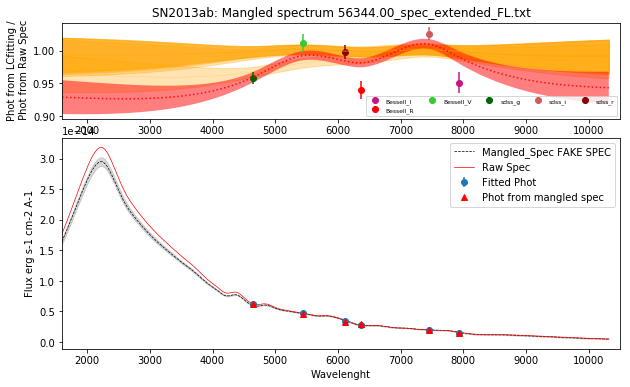 SN2013ab: Mangled spectrum 56344.00_spec_extended_FL.txt
Phot from LCfitting /
Phot from Raw Spec
1.00
0.95
0.90
Bessell_I
Bessell_R
Bessell_V
sdss_g
sdss_i
sdss_r
2000 3000 4000 5000 6000 7000 8000 9000 10000
1e−14
Flux erg s-1 cm-2 A-1
3.0
2.5
2.0
1.5
1.0
0.5
0.0
Mangled_Spec FAKE SPEC
Raw Spec
Fitted Phot
Phot from mangled spec
2000 3000 4000 5000 6000 7000 8000 9000 10000
Wavelenght